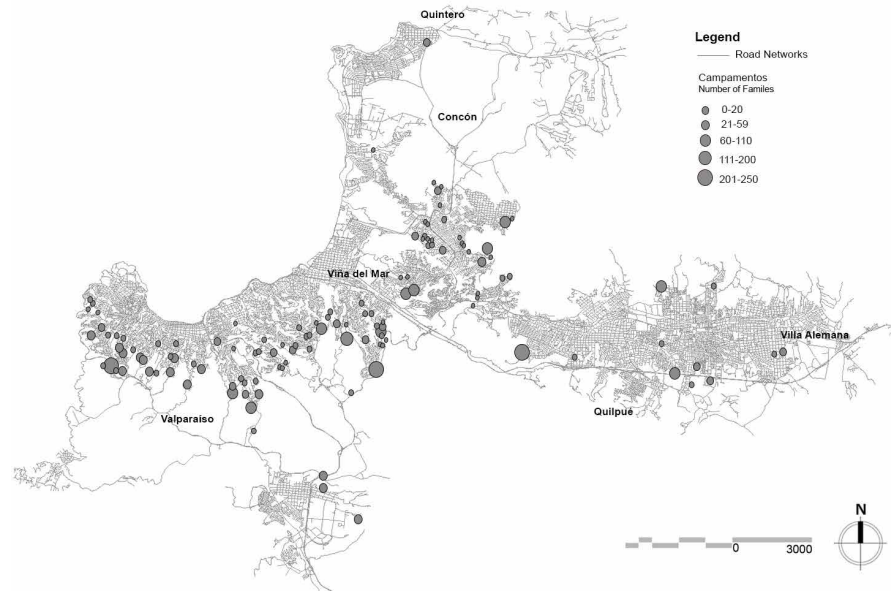 Quintero
Legend
Road Networks
Campamentos
Number of Familes
0-20
21-59
60-110
111-200
201-250
Concón
Viña del Mar
Villa Alemana
Quilpué
Valparaíso
N
0 3000